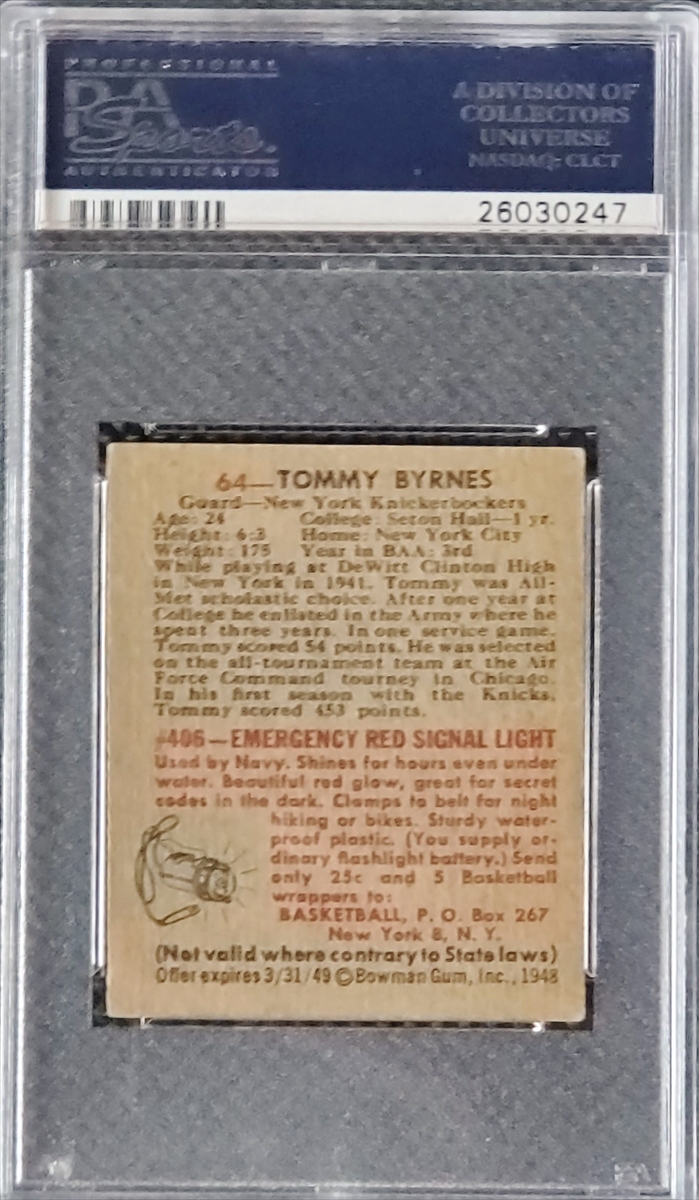 PROFESSIONAL
PSA
Sports.
AUTHENTICATOR
A DIVISION OF
COLLECTORS
UNIVERSE
NASDAQ: CLCT
26030247
64—TOMMY BYRNES
Guard—New York Knickerbockers
Age: 24 College: Seton Hall—1 yr.
Height: 6-3 Home: New York City
Weight: 175 Year in BAA: 3rd
While playing at DeWitt Clinton High
in New York in 1941, Tommy was All-
Met scholastic choice. After one year at
College he enlisted in the Army where he
spent three years. In one service game,
Tommy scored 54 points. He was selected
on the all-tournament team at the Air
Force Command tourney in Chicago.
In his first season with the Knicks,
Tommy scored 453 points.
#406—EMERGENCY RED SIGNAL LIGHT
Used by Navy. Shines for hours even under
water. Beautiful red glow, great for secret
codes in the dark. Clamps to belt for night
hiking or bikes. Sturdy water-
proof plastic. (You supply or-
dinary flashlight battery.) Send
only 25c and 5 Basketball
wrappers to:
BASKETBALL, P. O. Box 267
New York 8, N. Y.
(Not valid where contrary to State laws)
Offer expires 3/31/49 ©Bowman Gum, Inc., 1948